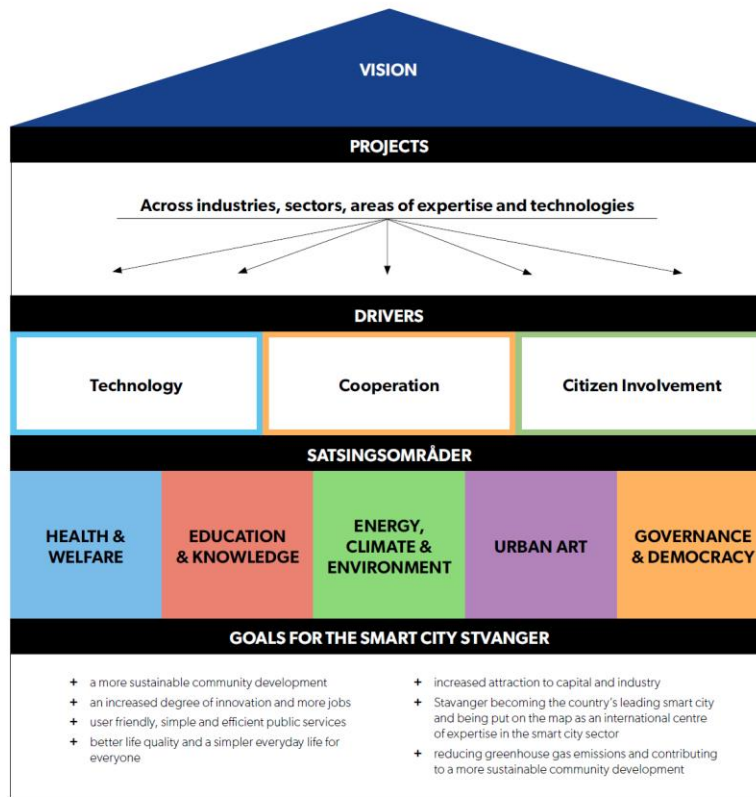 VISION
PROJECTS
Across industries, sectors, areas of expertise and technologies
DRIVERS
Technology
Cooperation
Citizen Involvement
SATSINGSOMRÅDER
HEALTH &
WELFARE
EDUCATION
& KNOWLEDGE
ENERGY,
CLIMATE &
ENVIRONMENT
URBAN ART
GOVERNANCE
& DEMOCRACY
GOALS FOR THE SMART CITY STVANGER
+ a more sustainable community development
+ an increased degree of innovation and more jobs
+ user friendly, simple and efficient public services
+ better life quality and a simpler everyday life for
everyone
+ increased attraction to capital and industry
+ Stavanger becoming the country's leading smart city
and being put on the map as an international centre
of expertise in the smart city sector
+ reducing greenhouse gas emissions and contributing
to a more sustainable community development